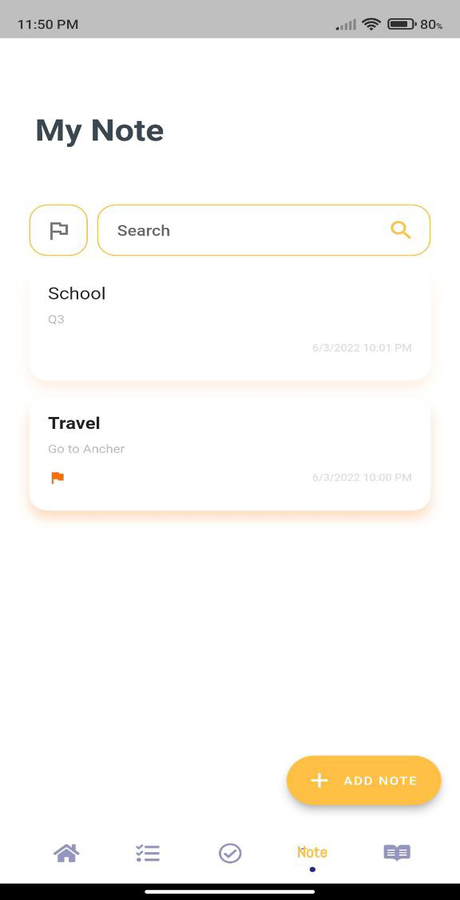 11:50 PM
80%
My Note
Search
School
Q3
6/3/2022 10:01 PM
Travel
Go to Ancher
6/3/2022 10:00 PM
ADD NOTE
Note